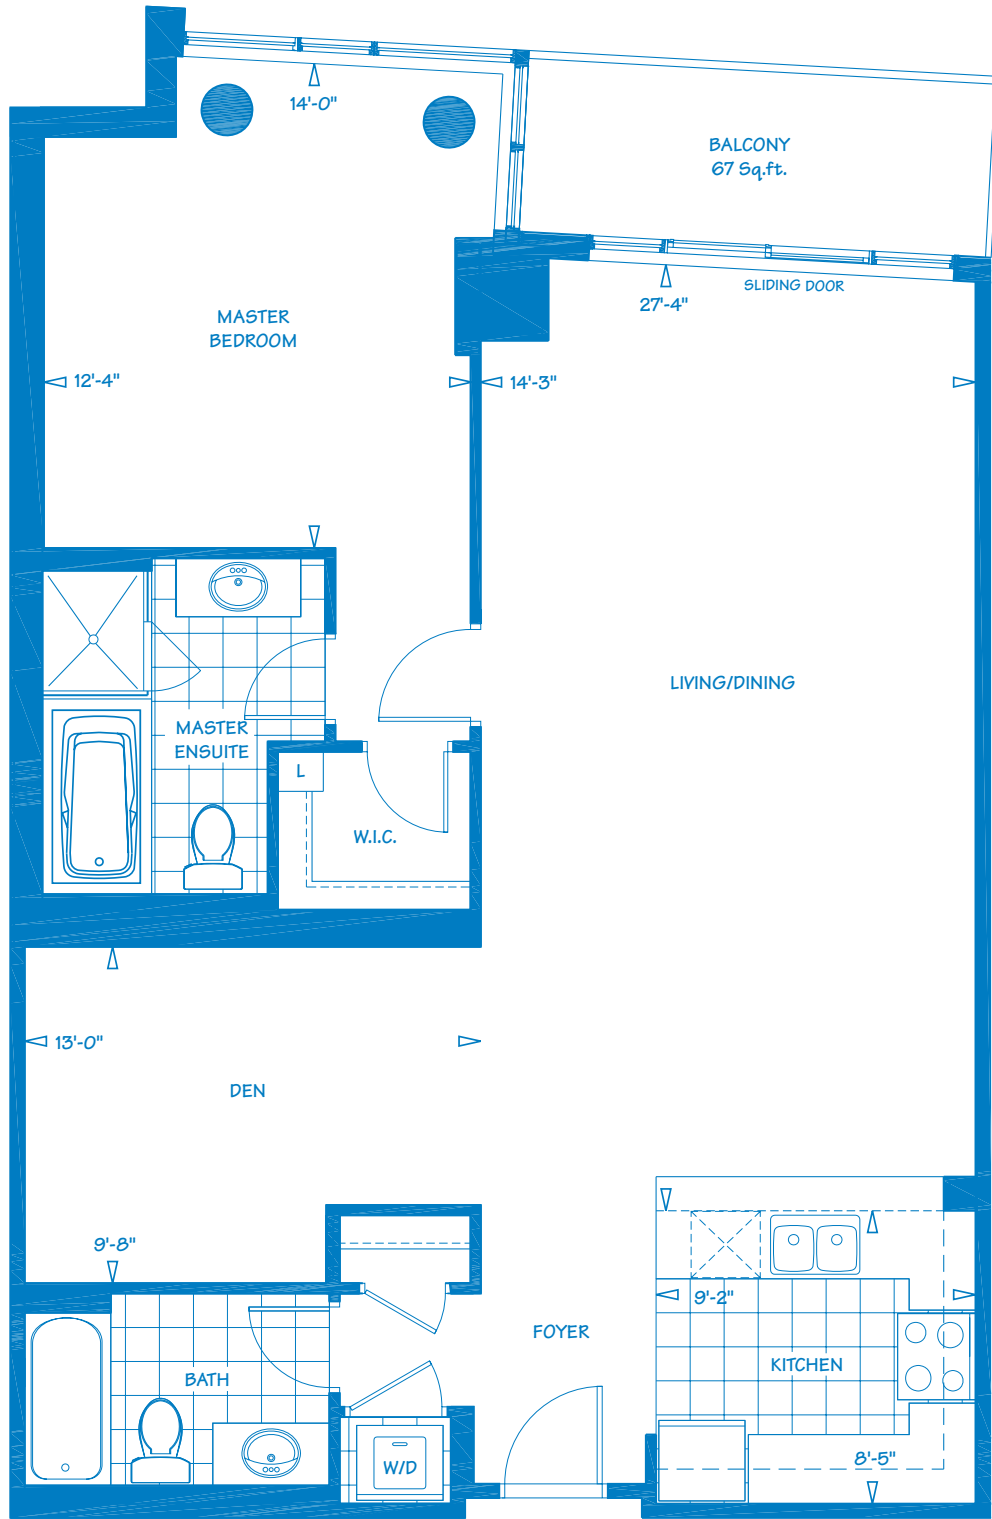 14'-0"
BALCONY
67 Sq.ft.
SLIDING DOOR
27'-4"
MASTER
BEDROOM
12'-4"
14'-3"
LIVING/DINING
MASTER
ENSUITE
L
W.I.C.
13'-0"
DEN
9'-8"
9'-2"
FOYER
KITCHEN
BATH
8'-5"
W/D